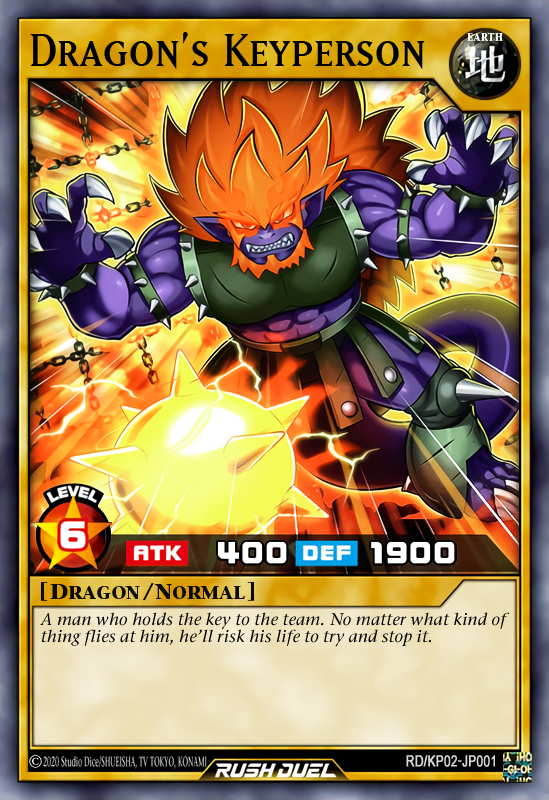 Dragon's Keyperson
EARTH
地
LEVEL
6
ATK 400 DEF 1900
[Dragon/Normal]
A man who holds the key to the team. No matter what kind of
thing flies at him, he'll risk his life to try and stop it.
©2020 Studio Dice/SHUEISHA, TV TOKYO, KONAMI
RUSH DUEL
RD/KP02-JP001